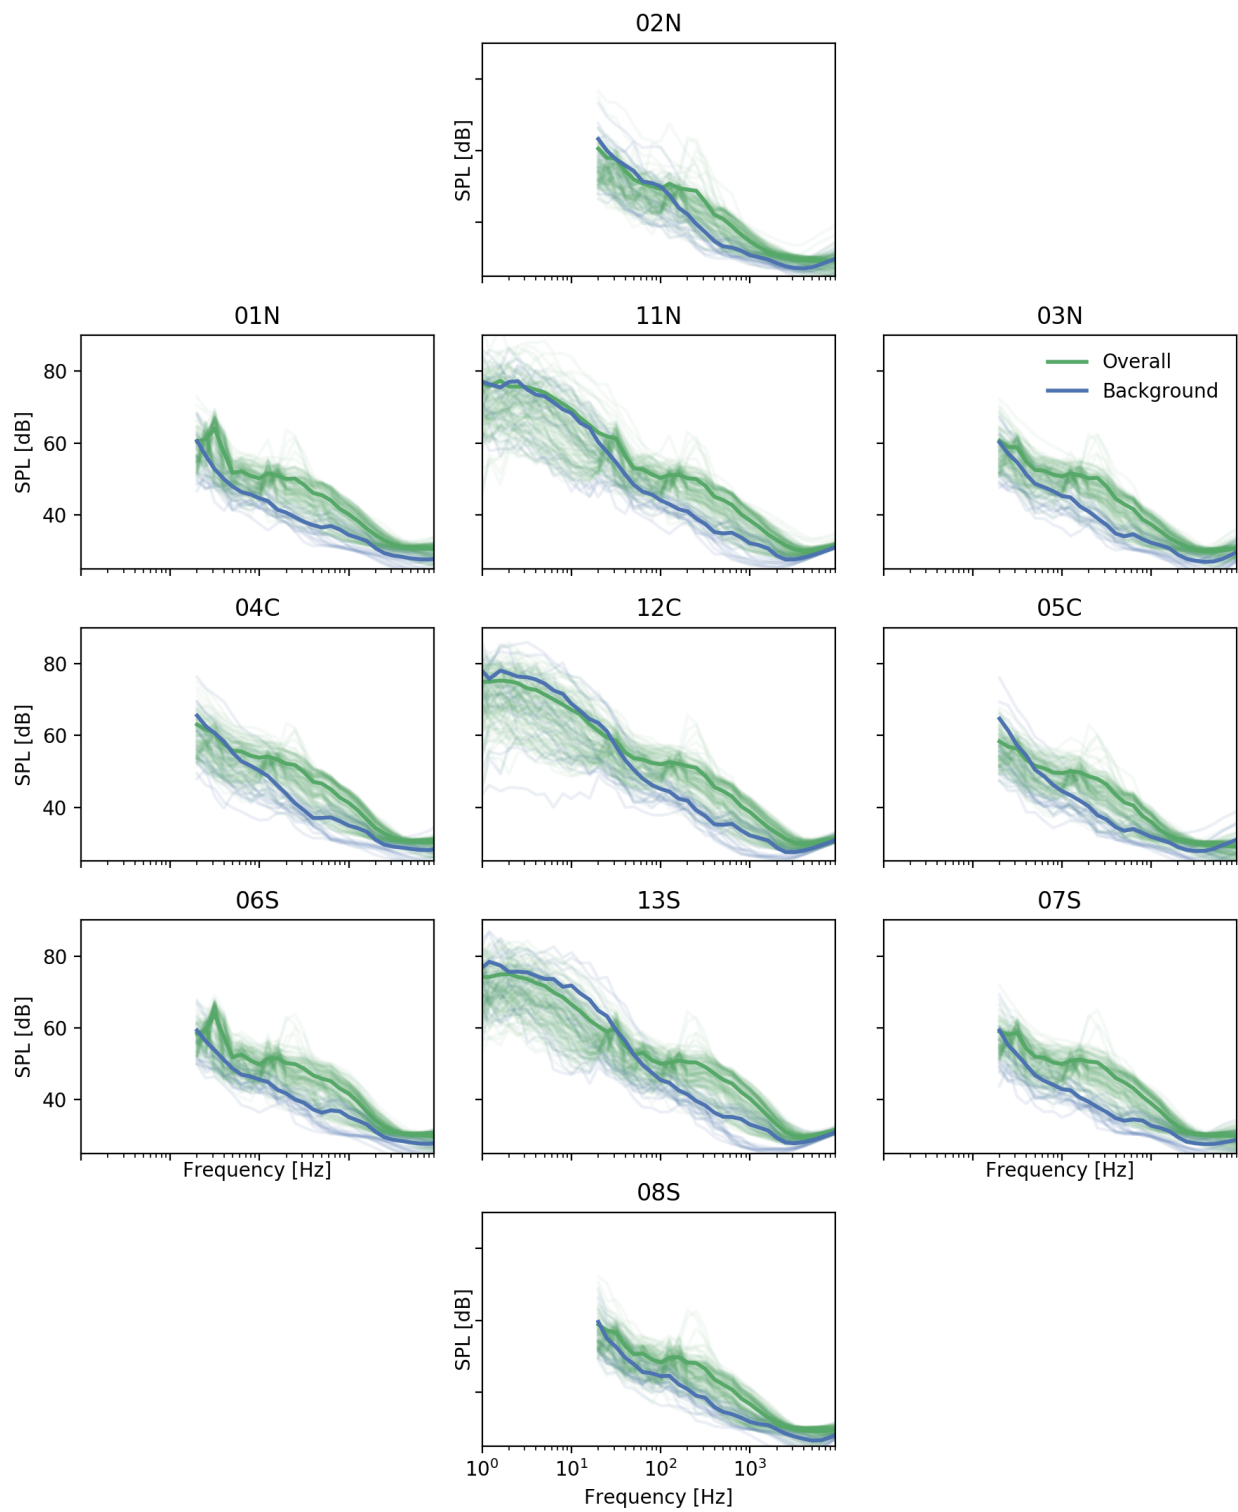 02N
SPL [dB]
01N
11N
03N
80
60
40
SPL [dB]
Overall
Background
04C
12C
05C
80
60
40
SPL [dB]
06S
13S
07S
80
60
40
SPL [dB]
Frequency [Hz]
Frequency [Hz]
08S
SPL [dB]
10⁰ 10¹ 10² 10³
Frequency [Hz]